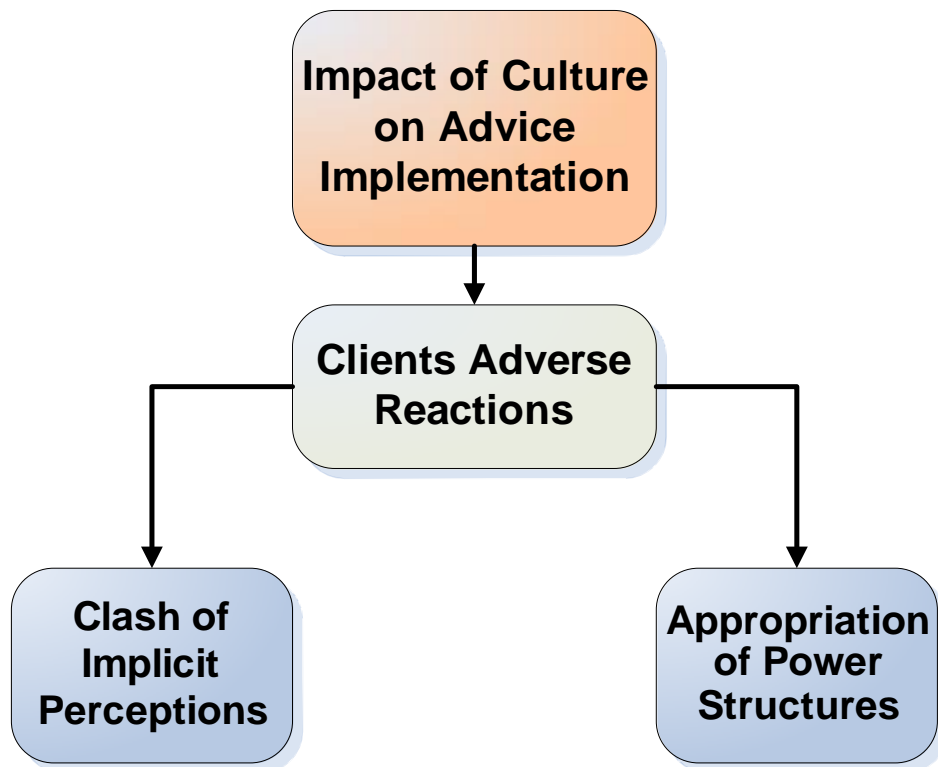 Impact of Culture
on Advice
Implementation
Clients Adverse
Reactions
Clash of
Implicit
Perceptions
Appropriation
of Power
Structures